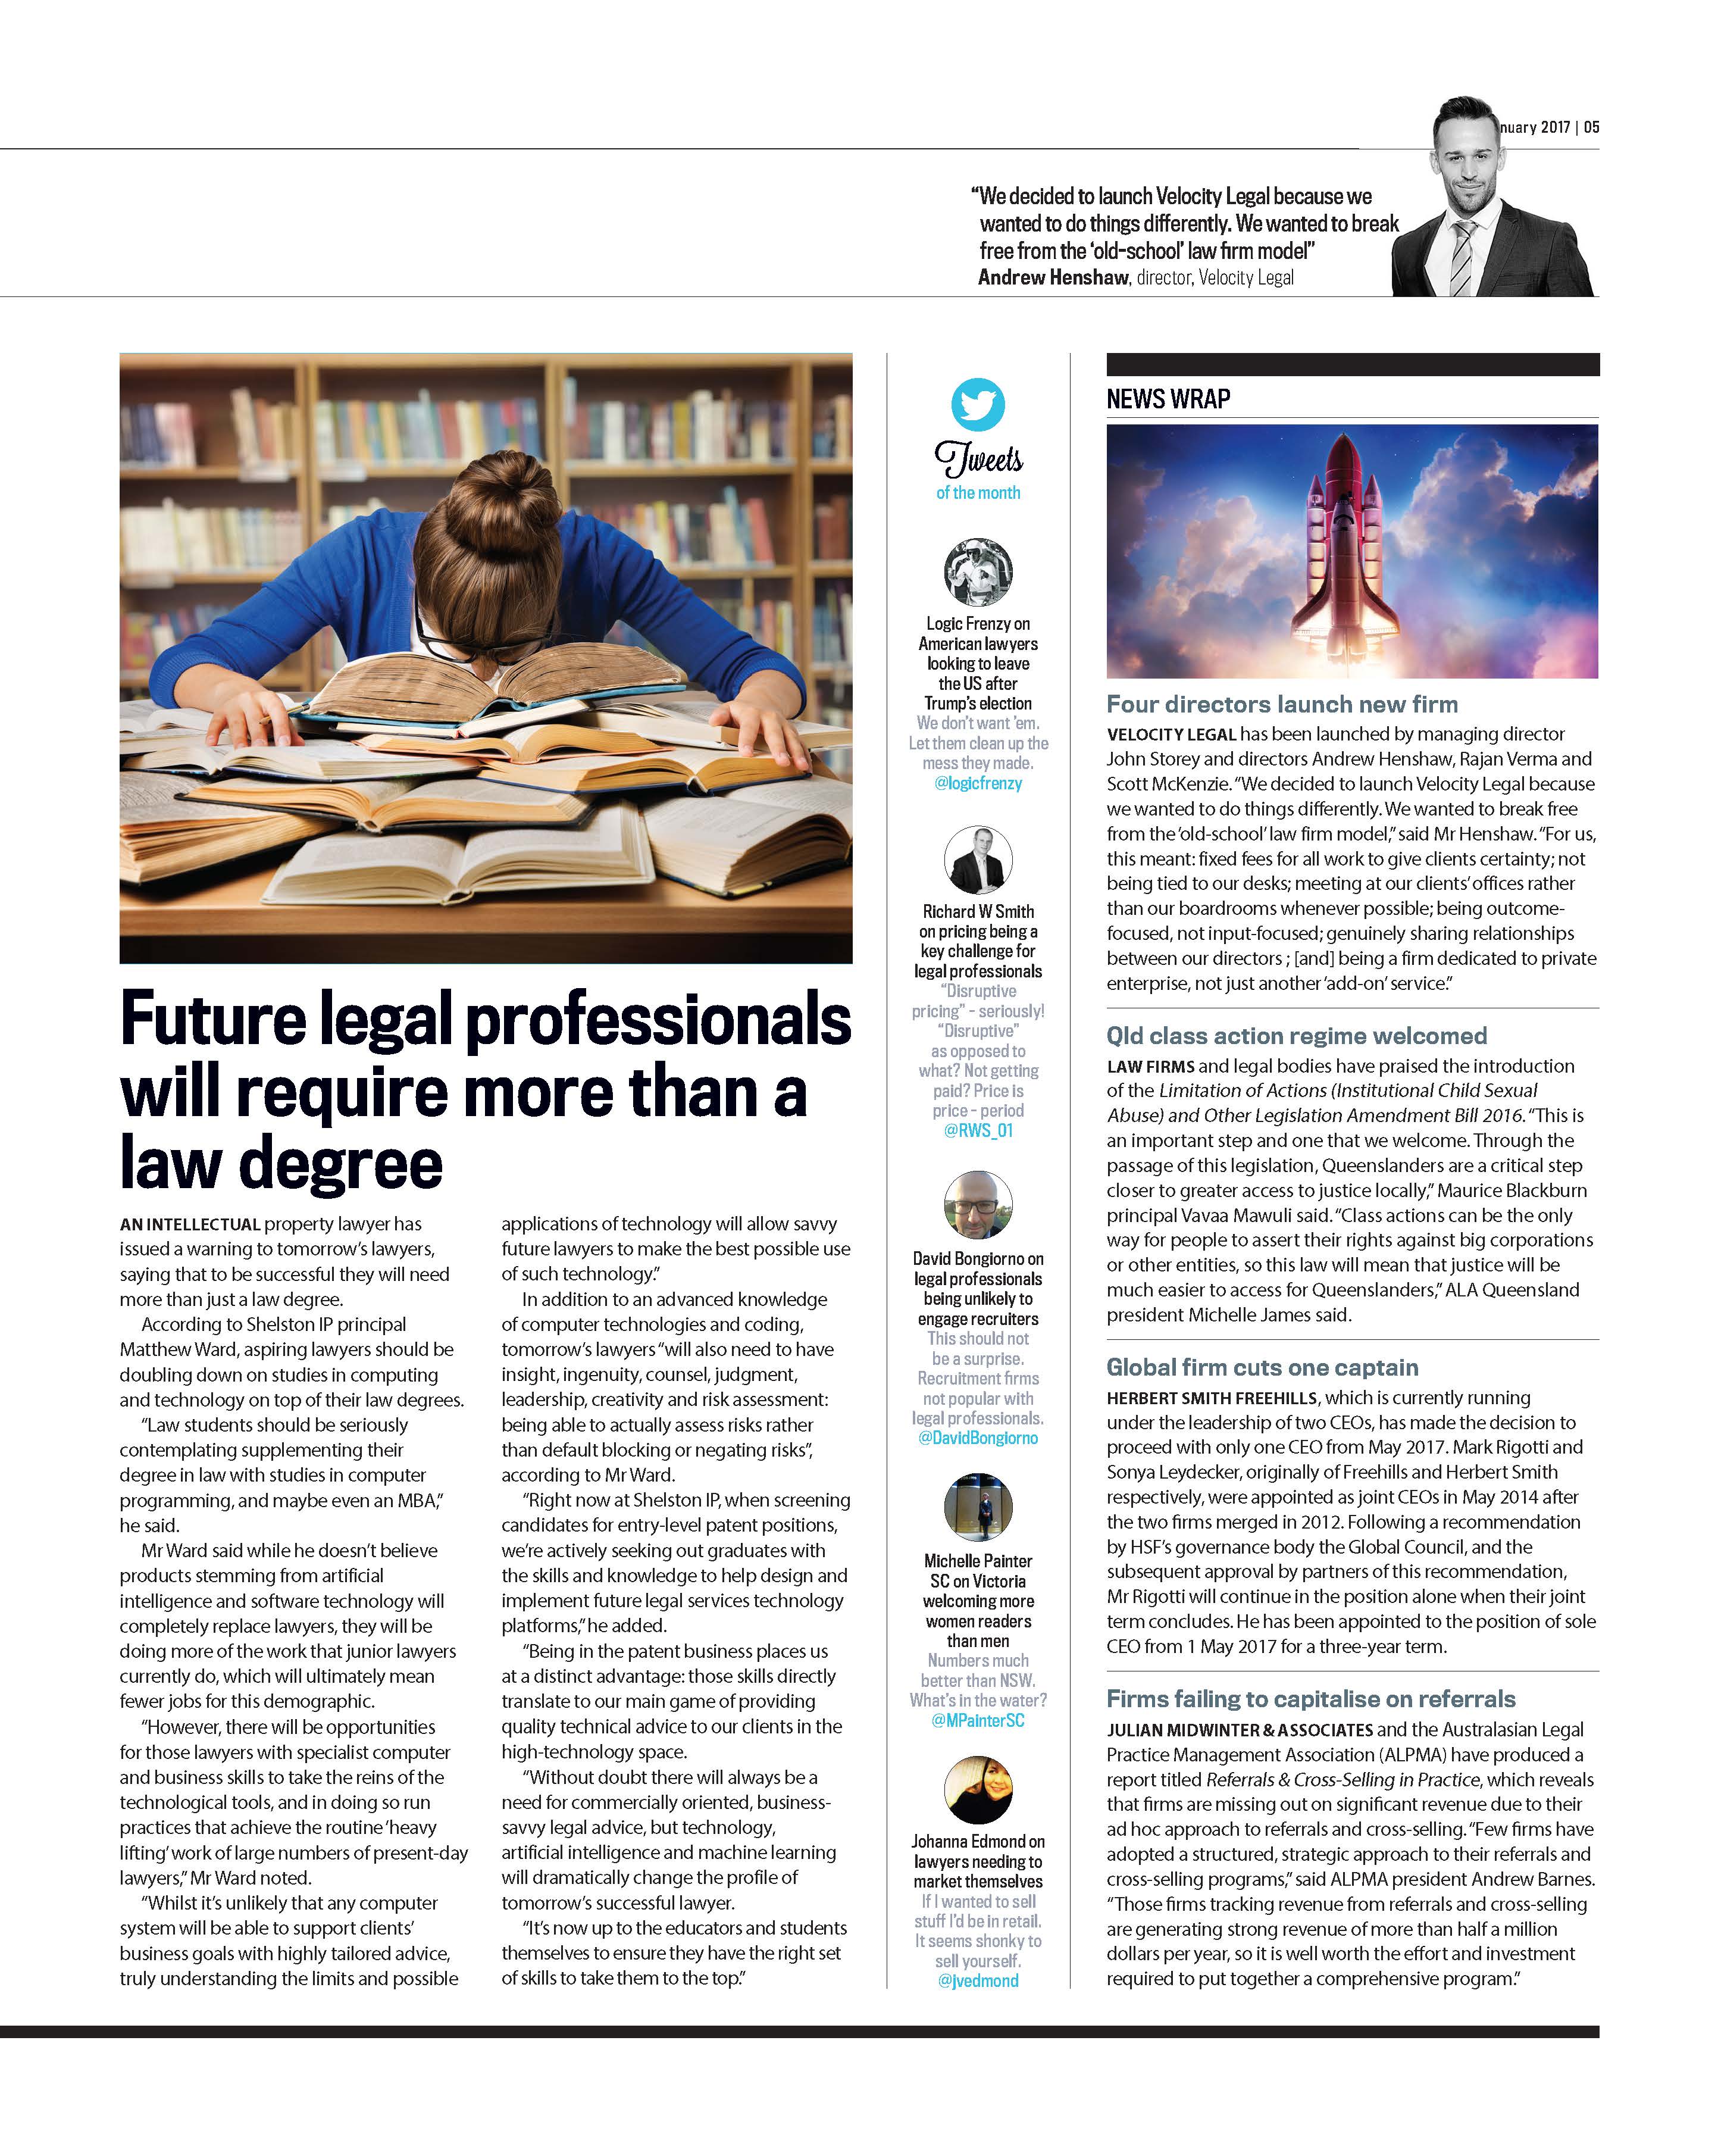 nuary 2017 | 05
“We decided to launch Velocity Legal because we
wanted to do things differently. We wanted to break
free from the ‘old-school’ law firm model”
Andrew Henshaw, director, Velocity Legal
Future legal professionals
will require more than a
law degree
AN INTELLECTUAL property lawyer has
issued a warning to tomorrow’s lawyers,
saying that to be successful they will need
more than just a law degree.
According to Shelston IP principal
Matthew Ward, aspiring lawyers should be
doubling down on studies in computing
and technology on top of their law degrees.
“Law students should be seriously
contemplating supplementing their
degree in law with studies in computer
programming, and maybe even an MBA,”
he said.
Mr Ward said while he doesn’t believe
products stemming from artificial
intelligence and software technology will
completely replace lawyers, they will be
doing more of the work that junior lawyers
currently do, which will ultimately mean
fewer jobs for this demographic.
“However, there will be opportunities
for those lawyers with specialist computer
and business skills to take the reins of the
technological tools, and in doing so run
practices that achieve the routine ‘heavy
lifting’ work of large numbers of present-day
lawyers,” Mr Ward noted.
“Whilst it’s unlikely that any computer
system will be able to support clients’
business goals with highly tailored advice,
truly understanding the limits and possible
applications of technology will allow savvy
future lawyers to make the best possible use
of such technology.”
In addition to an advanced knowledge
of computer technologies and coding,
tomorrow’s lawyers “will also need to have
insight, ingenuity, counsel, judgment,
leadership, creativity and risk assessment:
being able to actually assess risks rather
than default blocking or negating risks”,
according to Mr Ward.
“Right now at Shelston IP, when screening
candidates for entry-level patent positions,
we’re actively seeking out graduates with
the skills and knowledge to help design and
implement future legal services technology
platforms,” he added.
“Being in the patent business places us
at a distinct advantage: those skills directly
translate to our main game of providing
quality technical advice to our clients in the
high-technology space.
“Without doubt there will always be a
need for commercially oriented, business-
savvy legal advice, but technology,
artificial intelligence and machine learning
will dramatically change the profile of
tomorrow’s successful lawyer.
“It’s now up to the educators and students
themselves to ensure they have the right set
of skills to take them to the top.”
Tweets
of the month
Logic Frenzy on
American lawyers
looking to leave
the US after
Trump’s election
We don’t want ’em.
Let them clean up the
mess they made.
@logicfrenzy
Richard W Smith
on pricing being a
key challenge for
legal professionals
“Disruptive
pricing” – seriously!
“Disruptive”
as opposed to
what? Not getting
paid? Price is
price – period
@RWS_01
David Bongiorno on
legal professionals
being unlikely to
engage recruiters
This should not
be a surprise.
Recruitment firms
not popular with
legal professionals.
@DavidBongiorno
Michelle Painter
SC on Victoria
welcoming more
women readers
than men
Numbers much
better than NSW.
What’s in the water?
@MPainterSC
Johanna Edmond on
lawyers needing to
market themselves
If I wanted to sell
stuff I’d be in retail.
It seems shonky to
sell yourself.
@jvedmond
NEWS WRAP
Four directors launch new firm
VELOCITY LEGAL has been launched by managing director
John Storey and directors Andrew Henshaw, Rajan Verma and
Scott McKenzie. “We decided to launch Velocity Legal because
we wanted to do things differently. We wanted to break free
from the ‘old-school’ law firm model,” said Mr Henshaw. “For us,
this meant: fixed fees for all work to give clients certainty; not
being tied to our desks; meeting at our clients’ offices rather
than our boardrooms whenever possible; being outcome-
focused, not input-focused; genuinely sharing relationships
between our directors ; [and] being a firm dedicated to private
enterprise, not just another ‘add-on’ service.”
Qld class action regime welcomed
LAW FIRMS and legal bodies have praised the introduction
of the Limitation of Actions (Institutional Child Sexual
Abuse) and Other Legislation Amendment Bill 2016. “This is
an important step and one that we welcome. Through the
passage of this legislation, Queenslanders are a critical step
closer to greater access to justice locally,” Maurice Blackburn
principal Vavaa Mawuli said. “Class actions can be the only
way for people to assert their rights against big corporations
or other entities, so this law will mean that justice will be
much easier to access for Queenslanders,” ALA Queensland
president Michelle James said.
Global firm cuts one captain
HERBERT SMITH FREEHILLS, which is currently running
under the leadership of two CEOs, has made the decision to
proceed with only one CEO from May 2017. Mark Rigotti and
Sonya Leydecker, originally of Freehills and Herbert Smith
respectively, were appointed as joint CEOs in May 2014 after
the two firms merged in 2012. Following a recommendation
by HSF’s governance body the Global Council, and the
subsequent approval by partners of this recommendation,
Mr Rigotti will continue in the position alone when their joint
term concludes. He has been appointed to the position of sole
CEO from 1 May 2017 for a three-year term.
Firms failing to capitalise on referrals
JULIAN MIDWINTER & ASSOCIATES and the Australasian Legal
Practice Management Association (ALPMA) have produced a
report titled Referrals & Cross-Selling in Practice, which reveals
that firms are missing out on significant revenue due to their
ad hoc approach to referrals and cross-selling. “Few firms have
adopted a structured, strategic approach to their referrals and
cross-selling programs,” said ALPMA president Andrew Barnes.
“Those firms tracking revenue from referrals and cross-selling
are generating strong revenue of more than half a million
dollars per year, so it is well worth the effort and investment
required to put together a comprehensive program.”